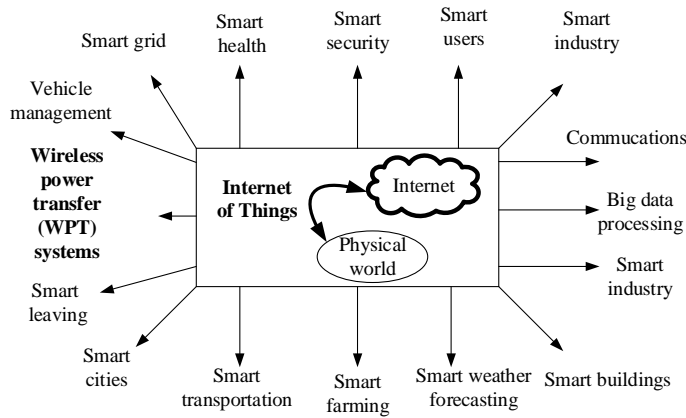 Smart grid
Smart
health
Smart
security
Smart
users
Smart
industry
Vehicle
management
Wireless
power
transfer
(WPT)
systems
Smart
leaving
Smart
cities
Internet
of Things
Internet
Physical
world
Commucations
Big data
processing
Smart
industry
Smart
transportation
Smart
farming
Smart weather
forecasting
Smart buildings